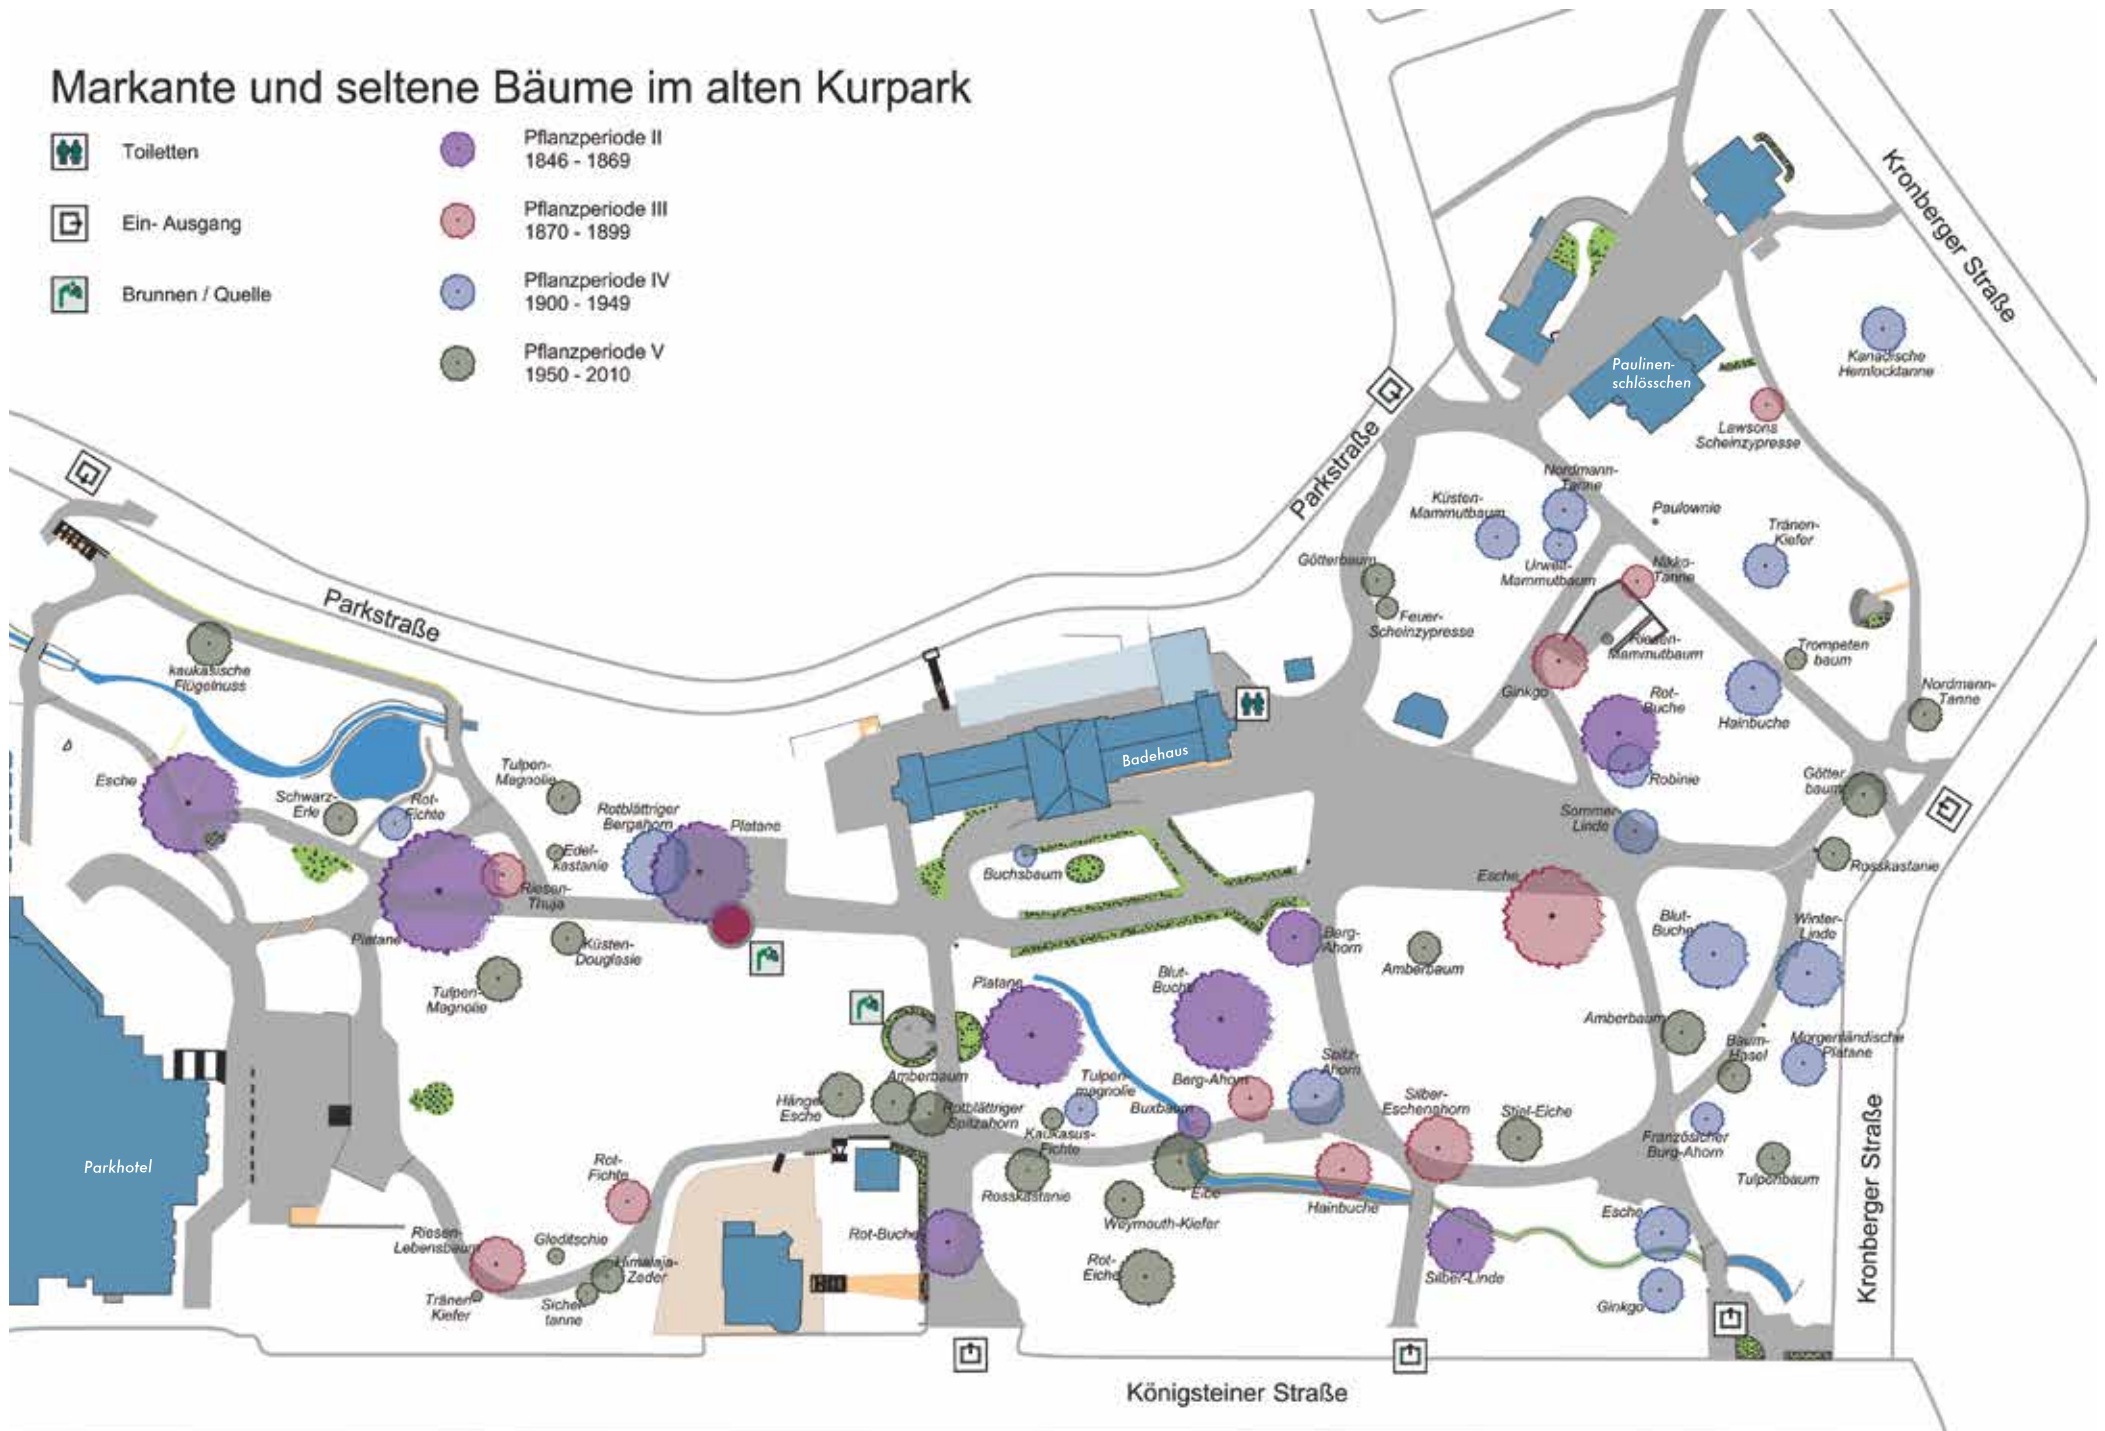 Markante und seltene Bäume im alten Kurpark
Toiletten
Ein- Ausgang
Brunnen / Quelle
Pflanzperiode II
1846 - 1869
Pflanzperiode III
1870 - 1899
Pflanzperiode IV
1900 - 1949
Pflanzperiode V
1950 - 2010
Kronberger Straße
Paulinen-
schlösschen
Kanadische
Hemlocktanne
Lawsons
Scheinzypresse
Parkstraße
Nordmann-
Tanne
Küsten-
Mammutbaum
Paulownie
Tränen-
Kiefer
Götterbaum
Urwelt-
Mammutbaum
Nikko-
Tanne
Feuer-
Scheinzypresse
Riesen-
Mammutbaum
Trompeten
baum
Ginkgo
Rot-
Buche
Hainbuche
Nordmann-
Tanne
Robinie
Götter
baum
Sommer-
Linde
Rosskastanie
Parkstraße
kaukasische
Flügelnuss
Esche
Schwarz-
Erle
Rot-
Fichte
Tulpen-
Magnolie
Rotblättriger
Bergahorn
Platane
Edel-
kastanie
Riesen-
Thuja
Platane
Küsten-
Douglasie
Tulpen-
Magnolie
Badehaus
Buchsbaum
Esche
Berg-
Ahorn
Amberbaum
Blut-
Buche
Winter-
Linde
Platane
Blut-
Buche
Amberbaum
Baum-
Hasel
Morgenländische
Platane
Amberbaum
Hänge-
Esche
Rotblättriger
Spitzahorn
Tulpen-
magnolie
Kaukasus-
Fichte
Buxbaum
Berg-Ahorn
Spitz-
Ahorn
Silber-
Eschenahorn
Stiel-Eiche
Französischer
Burg-Ahorn
Tulpenbaum
Parkhotel
Rot-
Fichte
Rosskastanie
Eibe
Weymouth-Kiefer
Hainbuche
Rot-Buche
Riesen-
Lebensbaum
Gleditschie
Himalaja-
Zeder
Tränen-
Kiefer
Sichel-
tanne
Rot-
Eiche
Silber-Linde
Esche
Ginkgo
Kronberger Straße
Königsteiner Straße